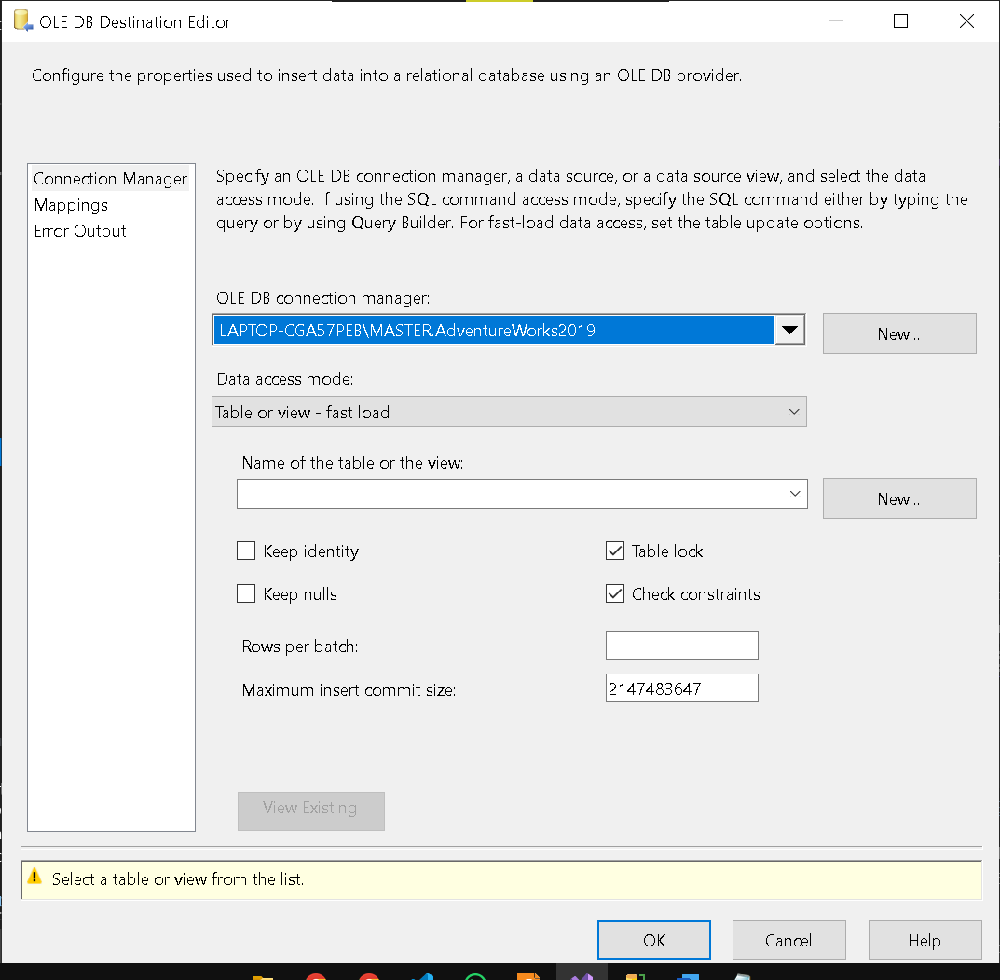 OLE DB Destination Editor
Configure the properties used to insert data into a relational database using an OLE DB provider.
Connection Manager
Mappings
Error Output
Specify an OLE DB connection manager, a data source, or a data source view, and select the data
access mode. If using the SQL command access mode, specify the SQL command either by typing the
query or by using Query Builder. For fast-load data access, set the table update options.
OLE DB connection manager:
LAPTOP-CGA57PEB\MASTER.AdventureWorks2019
New...
Data access mode:
Table or view - fast load
Name of the table or the view:
New...
Keep identity
Table lock
Keep nulls
Check constraints
Rows per batch:
Maximum insert commit size:
2147483647
View Existing
Select a table or view from the list.
OK
Cancel
Help